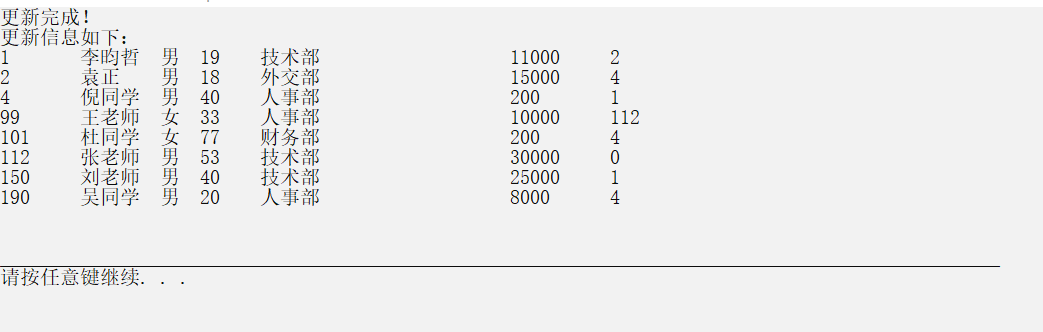 更新完成!
更新信息如下:
1 李昀哲 男 19 技术部 11000 2
2 袁正 男 18 外交部 15000 4
4 倪同学 男 40 人事部 200 1
99 王老师 女 33 人事部 10000 112
101 杜同学 女 77 财务部 200 4
112 张老师 男 53 技术部 30000 0
150 刘老师 男 40 技术部 25000 1
190 吴同学 男 20 人事部 8000 4
请按任意键继续. . .